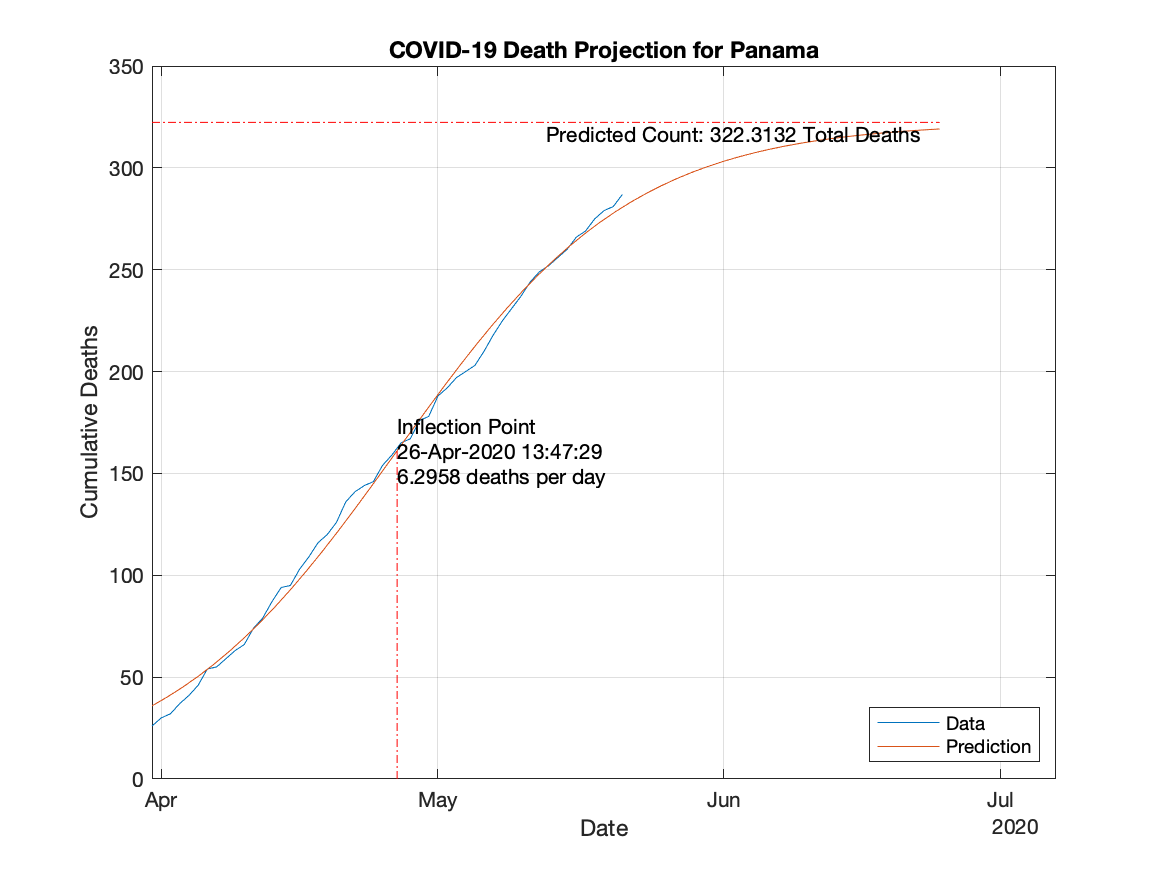 COVID-19 Death Projection for Panama
350
300
250
200
150
100
50
0
Cumulative Deaths
Predicted Count: 322.3132 Total Deaths
Inflection Point
26-Apr-2020 13:47:29
6.2958 deaths per day
Data
Prediction
Apr
May
Jun
Jul
Date
2020